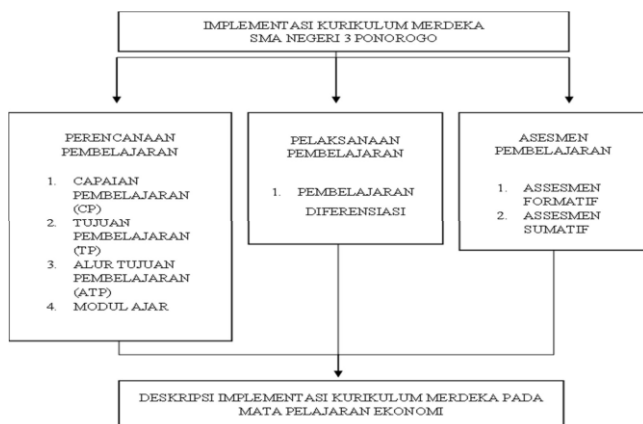 IMPLEMENTASI KURIKULUM MERDEKA
SMA NEGERI 3 PONOROGO
PERENCANAAN
PEMBELAJARAN
1. CAPAIAN
PEMBELAJARAN
(CP)
2. TUJUAN
PEMBELAJARAN
(TP)
3. ALUR TUJUAN
PEMBELAJARAN
(ATP)
4. MODUL AJAR
PELAKSANAAN
PEMBELAJARAN
1. PEMBELAJARAN
DIFERENSIASI
ASESMEN
PEMBELAJARAN
1. ASSESMEN
FORMATIF
2. ASSESMEN
SUMATIF
DESKRIPSI IMPLEMENTASI KURIKULUM MERDEKA PADA
MATA PELAJARAN EKONOMI